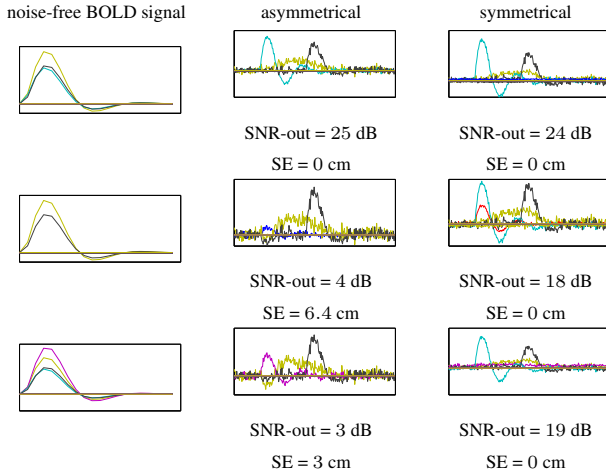 noise-free BOLD signal asymmetrical symmetrical
SNR-out = 25 dB SNR-out = 24 dB
SE = 0 cm SE = 0 cm
SNR-out = 4 dB SNR-out = 18 dB
SE = 6.4 cm SE = 0 cm
SNR-out = 3 dB SNR-out = 19 dB
SE = 3 cm SE = 0 cm